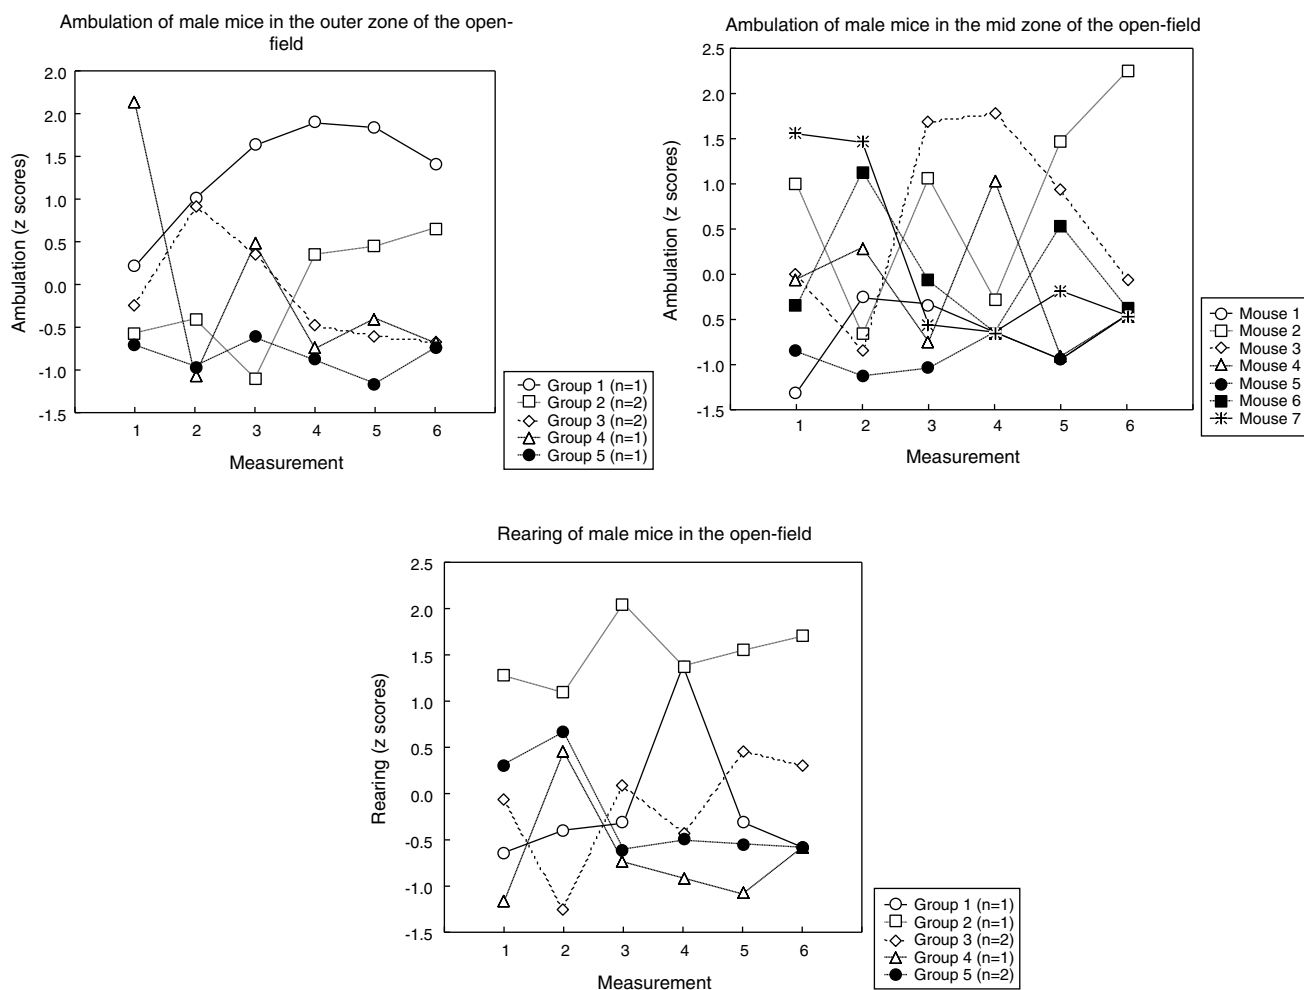 Ambulation of male mice in the outer zone of the open-
field
Ambulation (z scores)
2.0
2.0
1.5
1.0
0.5
0.0
-0.5
-1.0
-1.5
1 2 3 4 5 6
Measurement
Group 1 (n=1)
Group 2 (n=2)
Group 3 (n=2)
Group 4 (n=1)
Group 5 (n=1)
Ambulation of male mice in the mid zone of the open-field
Ambulation (z scores)
2.5
2.0
1.5
1.0
0.5
0.0
0.5
-1.0
-1.5
1 2 3 4 5 6
Measurement
Mouse 1
Mouse 2
Mouse 3
Mouse 4
Mouse 5
Mouse 6
Mouse 7
Rearing of male mice in the open-field
Rearing (z scores)
2.5
2.0
1.5
1.0
0.5
0.0
-0.5
-1.0
-1.5
1 2 3 4 5 6
Measurement
Group 1 (n=1)
Group 2 (n=1)
Group 3 (n=2)
Group 4 (n=1)
Group 5 (n=2)